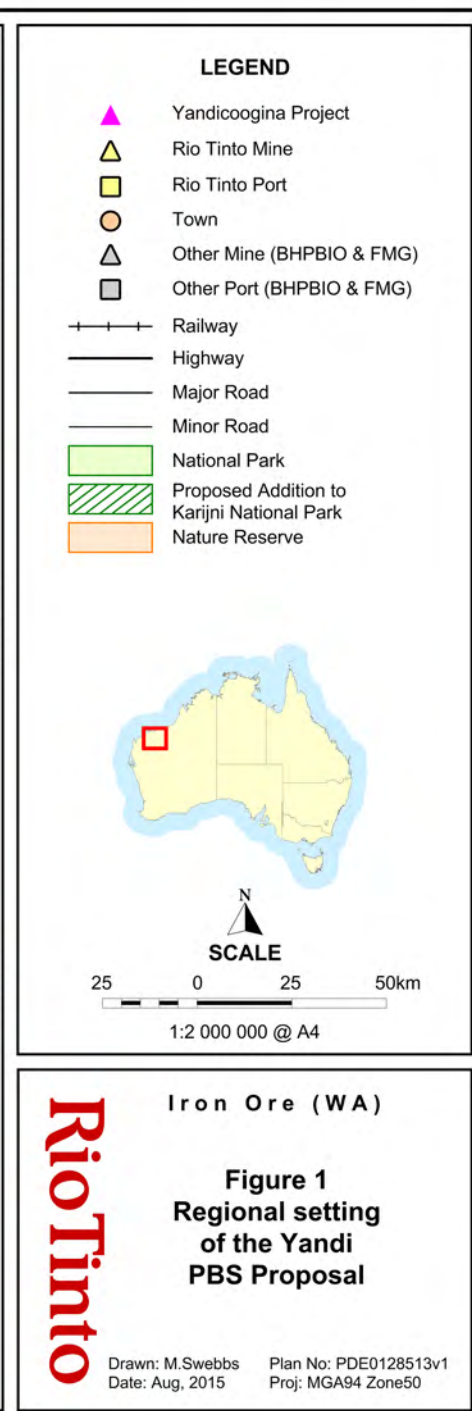 LEGEND
Yandicoogina Project
Rio Tinto Mine
Rio Tinto Port
Town
Other Mine (BHPBIO & FMG)
Other Port (BHPBIO & FMG)
Railway
Highway
Major Road
Minor Road
National Park
Proposed Addition to
Karijni National Park
Nature Reserve
N
SCALE
25 0 25 50km
1:2 000 000 @ A4
RioTinto
Iron Ore (WA)
Figure 1
Regional setting
of the Yandi
PBS Proposal
Drawn: M.Swebbs Plan No: PDE0128513v1
Date: Aug, 2015 Proj: MGA94 Zone50